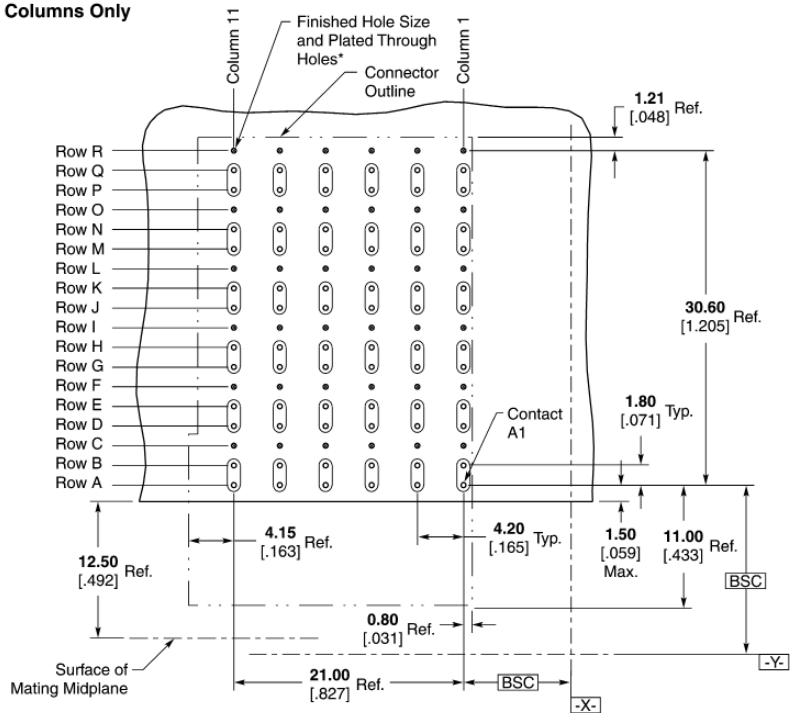 Columns Only
Column 11
Finished Hole Size
and Plated Through
Holes*
Connector
Outline
Column 1
1.21
[.048]
Ref.
Row R
Row Q
Row P
Row O
Row N
Row M
Row L
Row K
Row J
Row I
Row H
Row G
Row F
Row E
Row D
Row C
Row B
Row A
30.60
[1.205]
Ref.
1.80
[.071]
Typ.
Contact
A1
12.50
[.492]
Ref.
4.15
[.163]
Ref.
4.20
[.165]
Typ.
1.50
[.059]
Max.
11.00
[.433]
Ref.
BSC
0.80
[.031]
Ref.
Surface of
Mating Midplane
21.00
[.827]
Ref.
BSC
-Y-
-X-